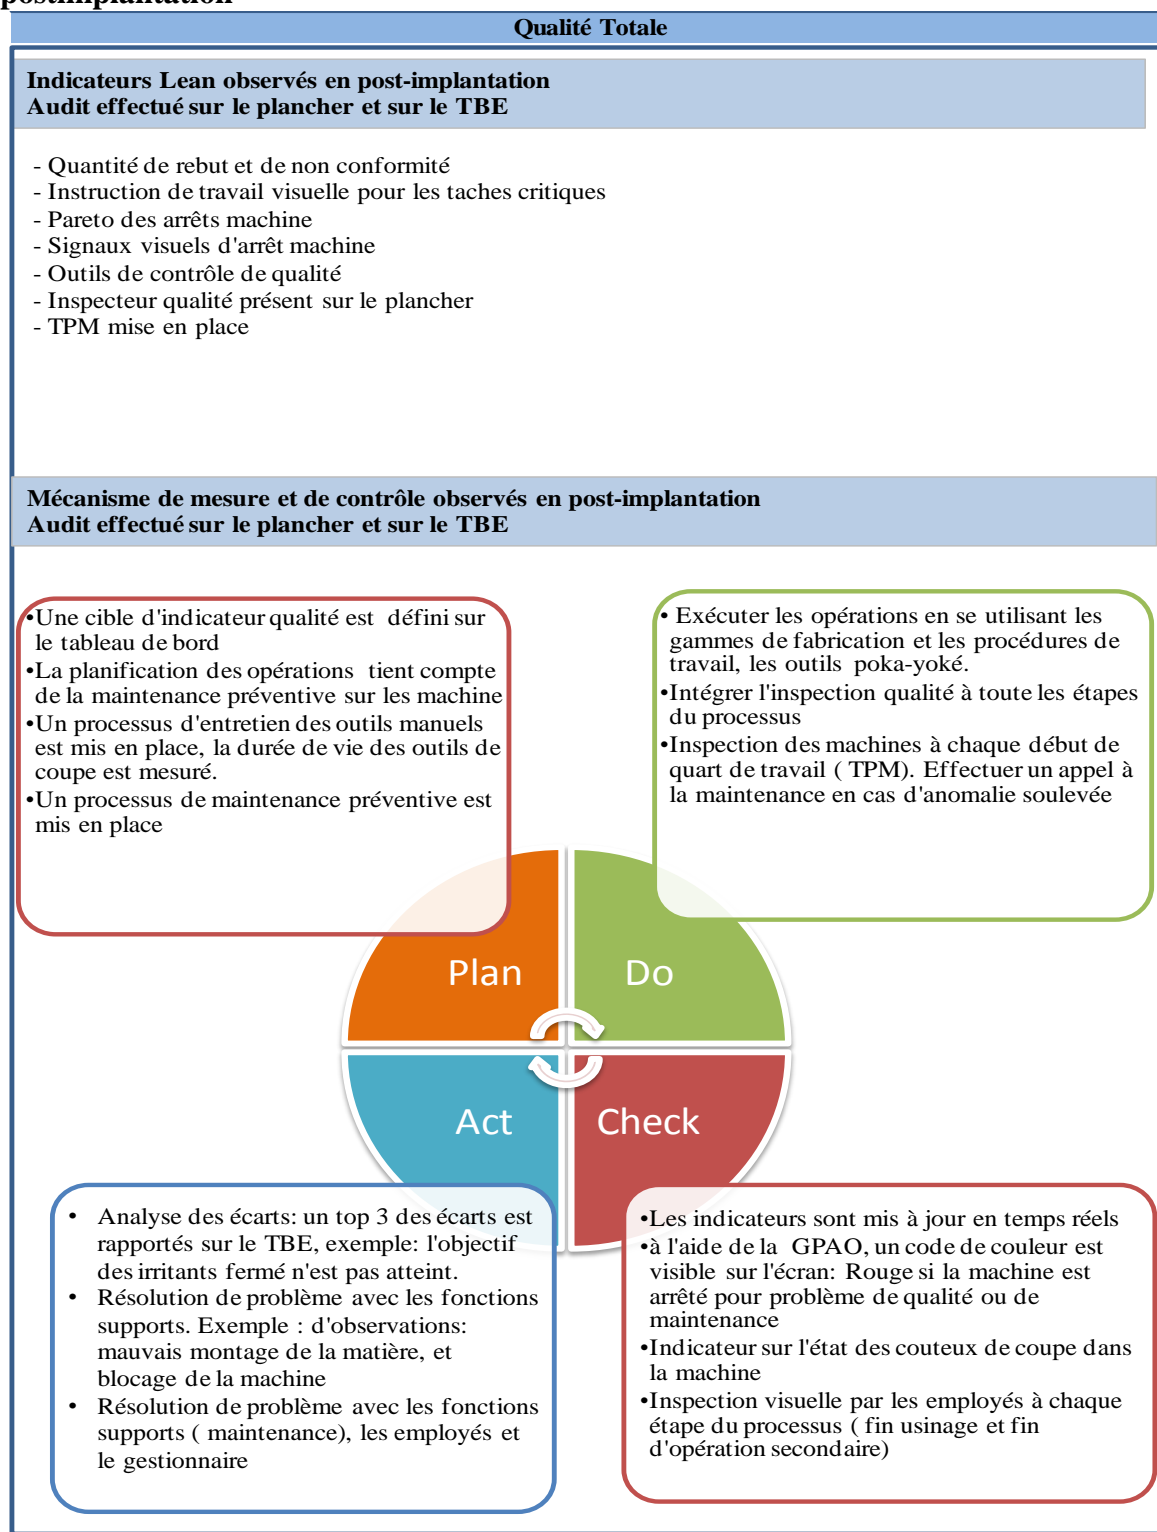 postimplantation
Qualité Totale
Indicateurs Lean observés en post-implantation
Audit effectué sur le plancher et sur le TBE
- Quantité de rebut et de non conformité
- Instruction de travail visuelle pour les taches critiques
- Pareto des arrêts machine
- Signaux visuels d'arrêt machine
- Outils de contrôle de qualité
- Inspecteur qualité présent sur le plancher
- TPM mise en place
Mécanisme de mesure et de contrôle observés en post-implantation
Audit effectué sur le plancher et sur le TBE
•Une cible d'indicateur qualité est défini sur
le tableau de bord
•La planification des opérations tient compte
de la maintenance préventive sur les machine
•Un processus d'entretien des outils manuels
est mis en place, la durée de vie des outils de
coupe est mesuré.
•Un processus de maintenance préventive est
mis en place
• Exécuter les opérations en se utilisant les
gammes de fabrication et les procédures de
travail, les outils poka-yoké.
•Intégrer l'inspection qualité à toute les étapes
du processus
•Inspection des machines à chaque début de
quart de travail ( TPM). Effectuer un appel à
la maintenance en cas d'anomalie soulevée
Plan
Do
Act
Check
• Analyse des écarts: un top 3 des écarts est
rapportés sur le TBE, exemple: l'objectif
des irritants fermé n'est pas atteint.
• Résolution de problème avec les fonctions
supports. Exemple : d'observations:
mauvais montage de la matière, et
blocage de la machine
• Résolution de problème avec les fonctions
supports ( maintenance), les employés et
le gestionnaire
•Les indicateurs sont mis à jour en temps réels
•à l'aide de la GPAO, un code de couleur est
visible sur l'écran: Rouge si la machine est
arrêté pour problème de qualité ou de
maintenance
•Indicateur sur l'état des couteux de coupe dans
la machine
•Inspection visuelle par les employés à chaque
étape du processus ( fin usinage et fin
d'opération secondaire)